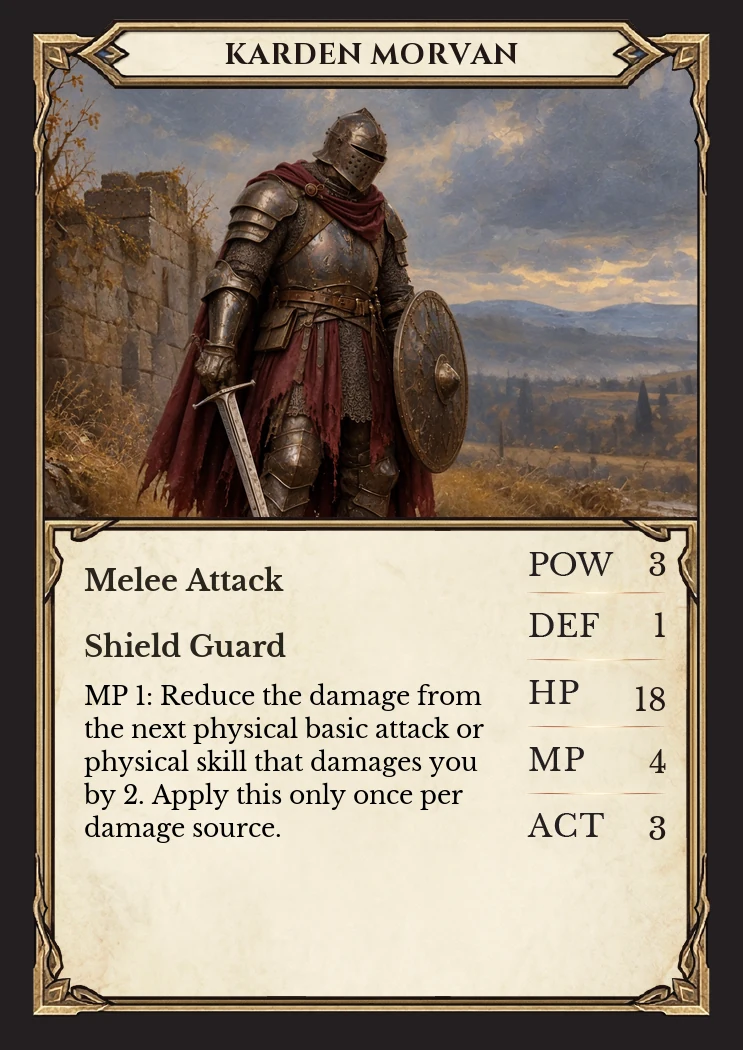 KARDEN MORVAN
Melee Attack
Shield Guard
MP 1: Reduce the damage from
the next physical basic attack or
physical skill that damages you
by 2. Apply this only once per
damage source.
POW 3
DEF 1
HP 18
MP 4
ACT 3